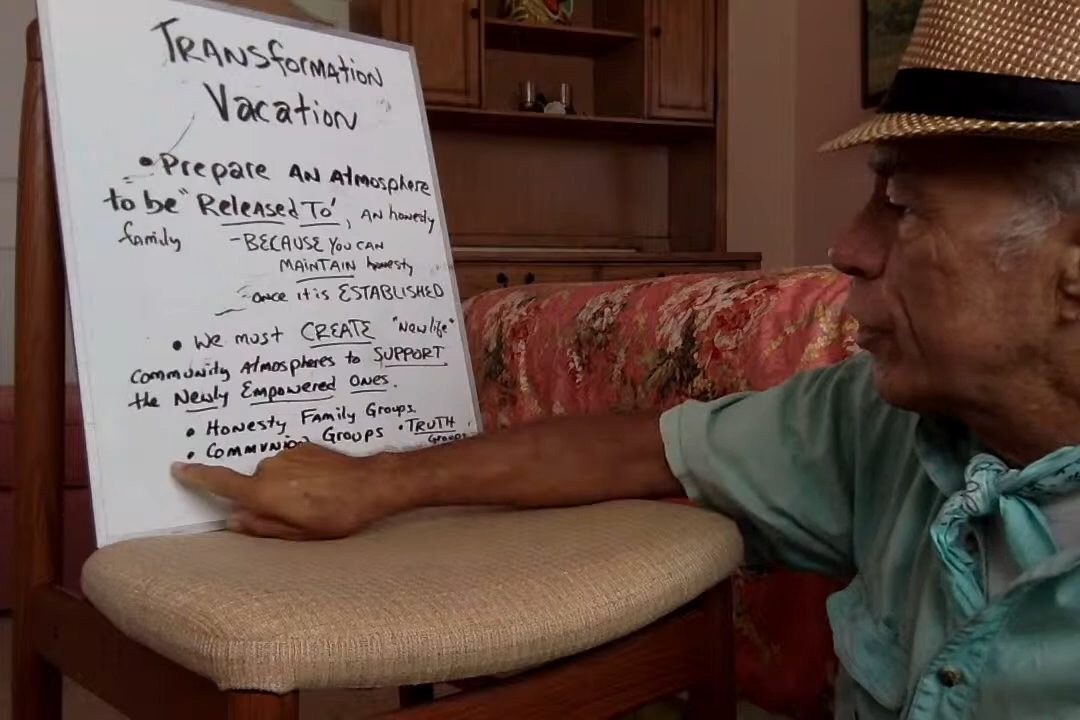 TRANSformATION
Vacation
• Prepare AN Atmosphere
to be "Released To', AN honesty
family -BECAUSE YOU CAN
MAINTAIN honesty
once it is ESTABLISHED
• We must CREATE "New life"
Community Atmospheres to SUPPORT
the Newly Empowered Ones.
• Honesty Family Groups.
• Communion Groups • TRUTH
Groups